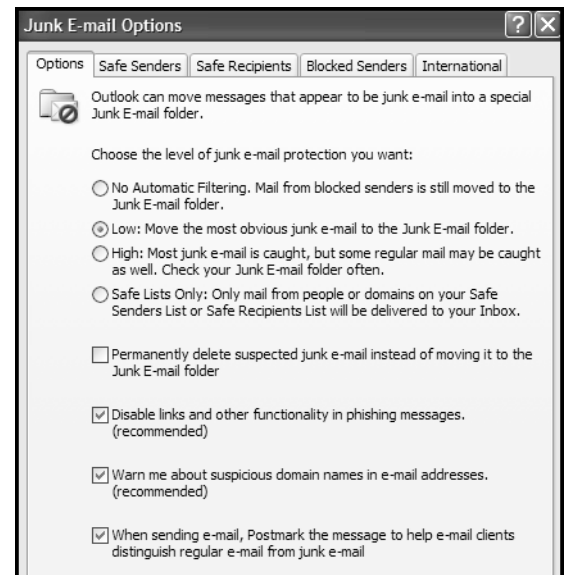 Junk E-mail Options
Options Safe Senders Safe Recipients Blocked Senders International
Outlook can move messages that appear to be junk e-mail into a special
Junk E-mail folder.
Choose the level of junk e-mail protection you want:
No Automatic Filtering. Mail from blocked senders is still moved to the
Junk E-mail folder.
Low: Move the most obvious junk e-mail to the Junk E-mail folder.
High: Most junk e-mail is caught, but some regular mail may be caught
as well. Check your Junk E-mail folder often.
Safe Lists Only: Only mail from people or domains on your Safe
Senders List or Safe Recipients List will be delivered to your Inbox.
Permanently delete suspected junk e-mail instead of moving it to the
Junk E-mail folder
Disable links and other functionality in phishing messages.
(recommended)
Warn me about suspicious domain names in e-mail addresses.
(recommended)
When sending e-mail, Postmark the message to help e-mail clients
distinguish regular e-mail from junk e-mail